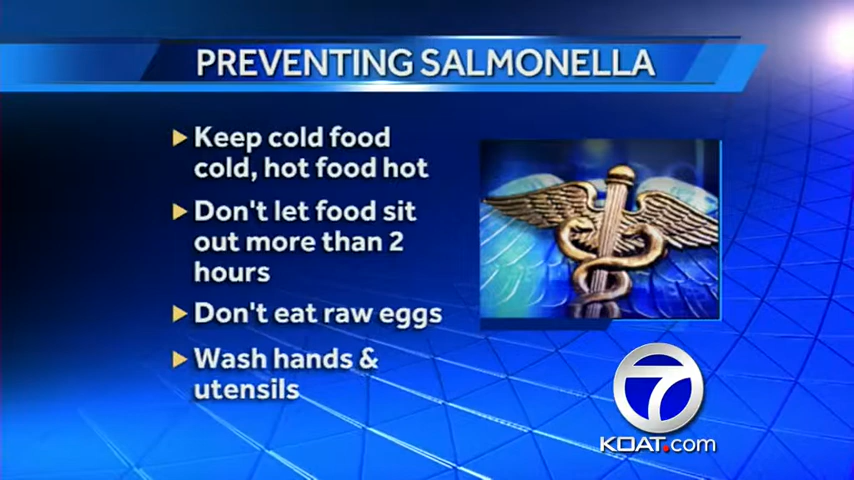 PREVENTING SALMONELLA
Keep cold food
cold, hot food hot
Don't let food sit
out more than 2
hours
Don't eat raw eggs
Wash hands &
utensils
7
KOAT.com